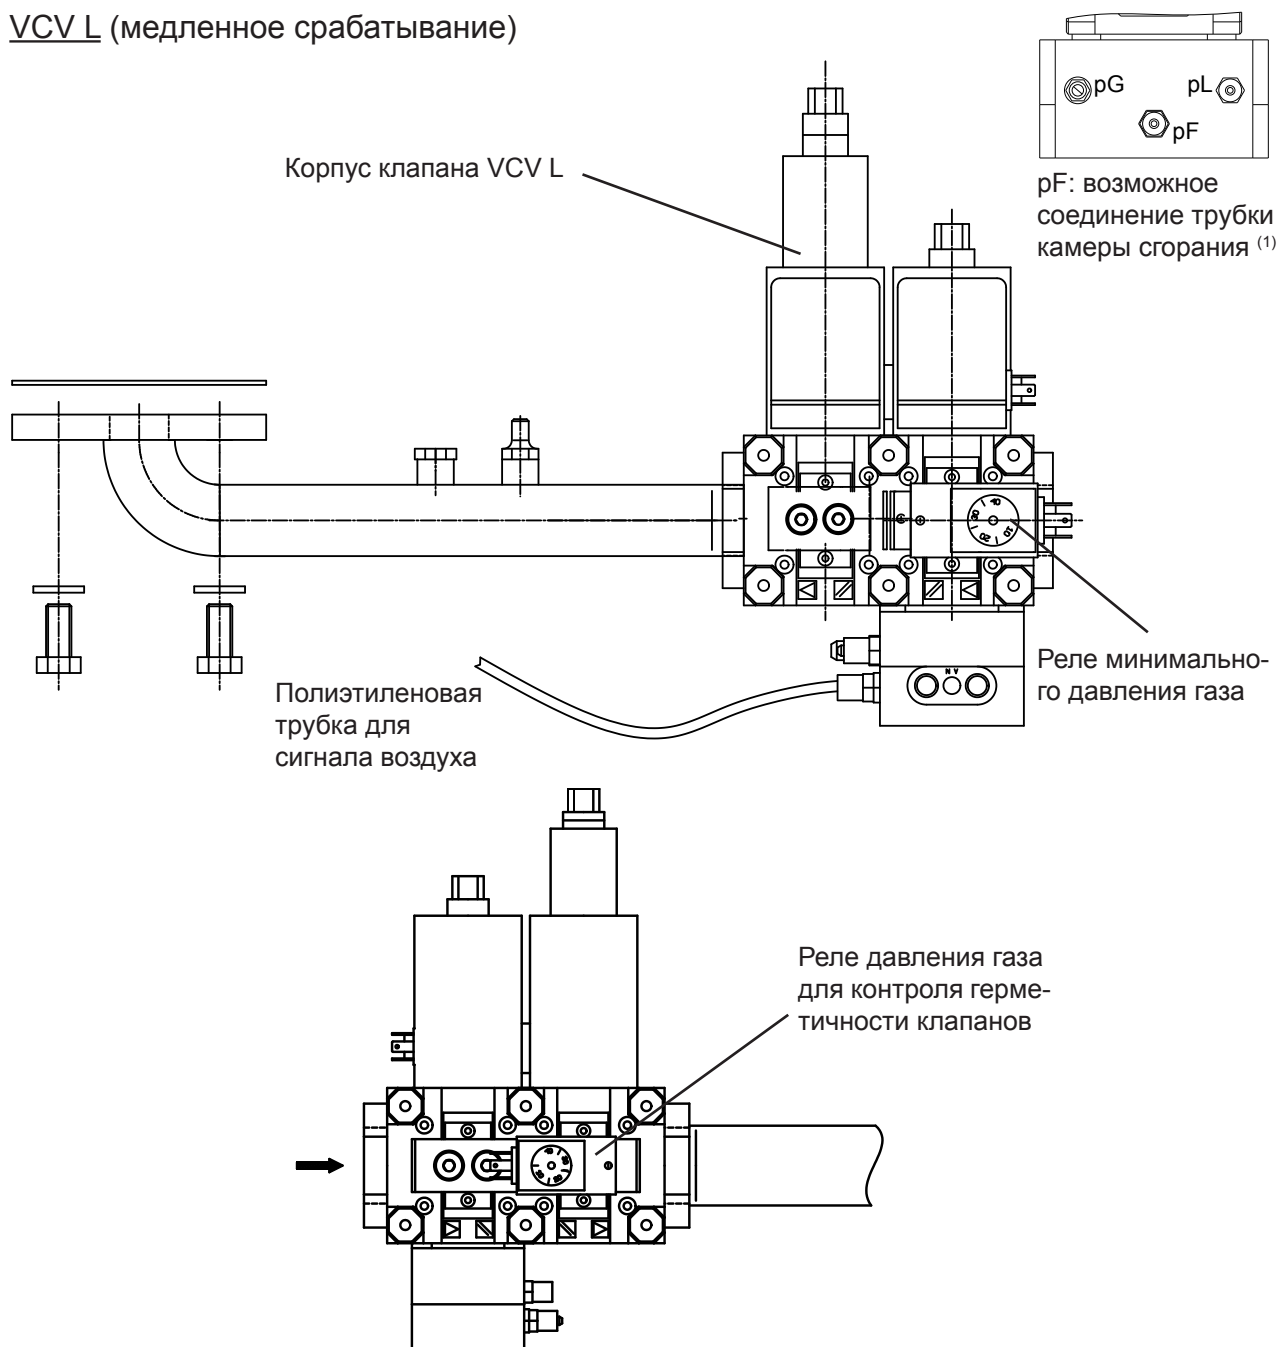 VCV L (медленное срабатывание)
pG
pL
pF
Корпус клапана VCV L
pF: возможное
соединение трубки
камеры сгорания (1)
Реле минимально-
го давления газа
Полиэтиленовая
трубка для
сигнала воздуха
Реле давления газа
для контроля герме-
тичности клапанов